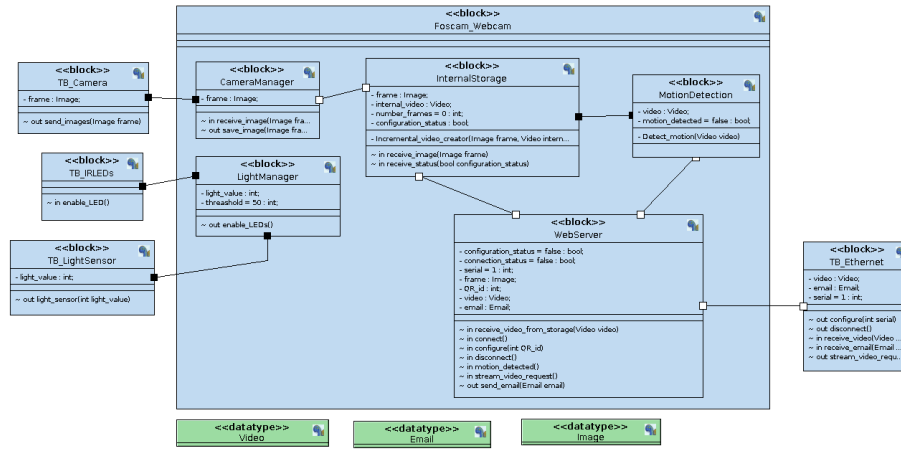 <<block>>
Foscam_Webcam
<<block>>
TB_Camera
- frame : Image;
~ out send_images(Image frame)
<<block>>
CameraManager
- frame : Image;
~ in receive_image(Image fra...
~ out save_image(Image fra...
<<block>>
InternalStorage
- frame : Image;
- internal_video : Video;
- number_frames = 0 : int;
- configuration_status : bool;
- Incremental_video_creator(Image frame, Video intern...
~ in receive_image(Image frame)
~ in receive_status(bool configuration_status)
<<block>>
MotionDetection
- video : Video;
- motion_detected = false : bool;
- Detect_motion(Video video)
<<block>>
TB_IRLEDs
~ in enable_LED()
<<block>>
LightManager
- light_value : int;
- threashold = 50 : int;
~ out enable_LEDs()
<<block>>
TB_LightSensor
- light_value : int;
~ out light_sensor(int light_value)
<<block>>
WebServer
- configuration_status = false : bool;
- connection_status = false : bool;
- serial = 1 : int;
- frame : Image;
- QR_id : int;
- video : Video;
- email : Email;
~ in receive_video_from_storage(Video video)
~ in connect()
~ in configure(int QR_id)
~ in disconnect()
~ in motion_detected()
~ in stream_video_request()
~ out send_email(Email email)
<<block>>
TB_Ethernet
- video : Video;
- email : Email;
- serial = 1 : int;
~ out configure(int serial)
~ out disconnect()
~ in receive_video(Video ...
~ in receive_email(Email ...
~ out stream_video_requ...
<<datatype>>
Video
<<datatype>>
Email
<<datatype>>
Image